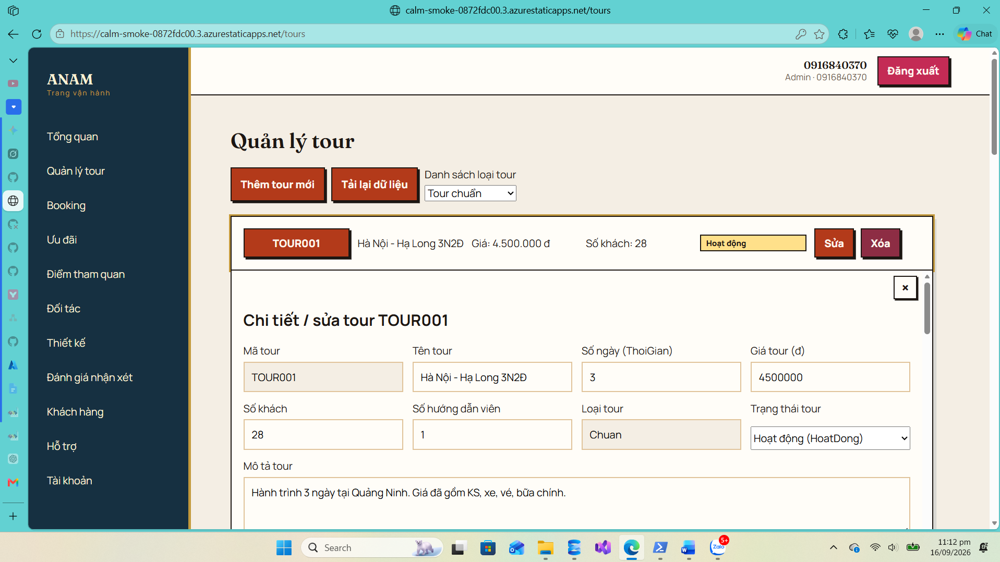 calm-smoke-0872fdc00.3.azurestaticapps.net/tours
https://calm-smoke-0872fdc00.3.azurestaticapps.net/tours
Chat
ANAM
Trang vận hành
Tổng quan
Quản lý tour
Booking
Ưu đãi
Điểm tham quan
Đối tác
Thiết kế
Đánh giá nhận xét
Khách hàng
Hỗ trợ
Tài khoản
0916840370
Admin · 0916840370
Đăng xuất
Quản lý tour
Thêm tour mới
Tải lại dữ liệu
Danh sách loại tour
Tour chuẩn
TOUR001 Hà Nội - Hạ Long 3N2Đ Giá: 4.500.000 đ Số khách: 28 Hoạt động Sửa Xóa
×
Chi tiết / sửa tour TOUR001
Mã tour Tên tour Số ngày (ThoiGian) Giá tour (đ)
TOUR001 Hà Nội - Hạ Long 3N2Đ 3 4500000
Số khách Số hướng dẫn viên Loại tour Trạng thái tour
28 1 Chuan Hoạt động (HoatDong)
Mô tả tour
Hành trình 3 ngày tại Quảng Ninh. Giá đã gồm KS, xe, vé, bữa chính.
Search
Zalo
5+
11:12 pm
16/09/2026